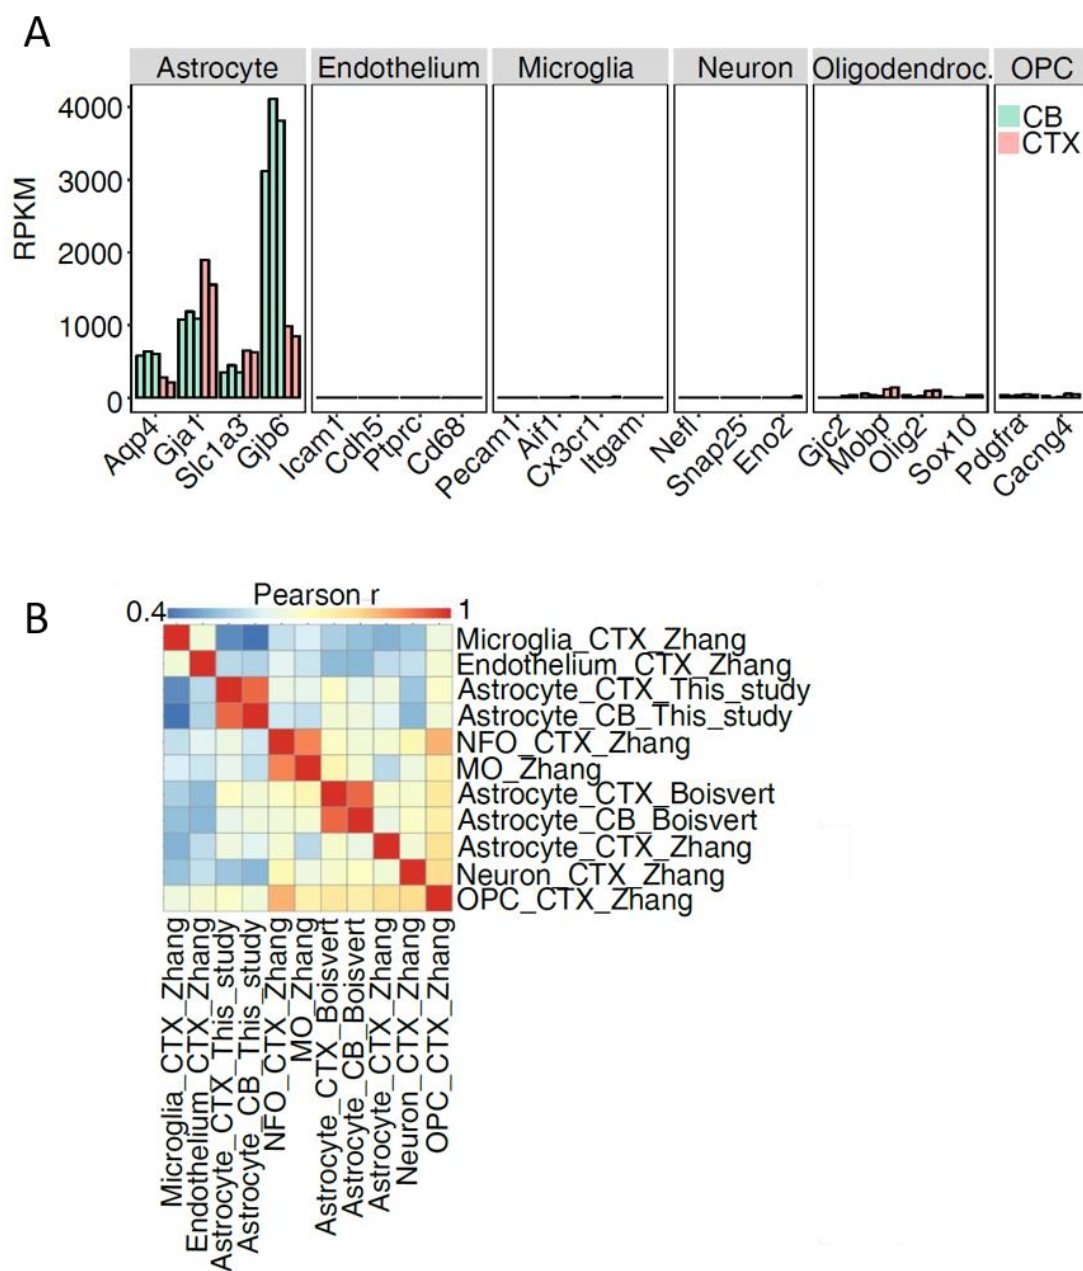 A
Astrocyte Endothelium Microglia Neuron Oligodendroc. OPC
CB
CTX
RPKM
4000
3000
2000
1000
0
Aqp4 Gja1 Slc1a3 Gjb6 Icam1 Cdh5 Ptprc Cd68 Pecam1 Aif1 Cx3cr1 Itgam Nefl Snap25 Eno2 Gjc2 Mobp Olig2 Sox10 Pdgfra Cacng4
B
Pearson r
0.4 1
Microglia_CTX_Zhang
Endothelium_CTX_Zhang
Astrocyte_CTX_This_study
Astrocyte_CB_This_study
NFO_CTX_Zhang
MO_Zhang
Astrocyte_CTX_Boisvert
Astrocyte_CB_Boisvert
Astrocyte_CTX_Zhang
Neuron_CTX_Zhang
OPC_CTX_Zhang
Microglia_CTX_Zhang
Endothelium_CTX_Zhang
Astrocyte_CTX_This_study
Astrocyte_CB_This_study
NFO_CTX_Zhang
MO_Zhang
Astrocyte_CTX_Boisvert
Astrocyte_CB_Boisvert
Astrocyte_CTX_Zhang
Neuron_CTX_Zhang
OPC_CTX_Zhang